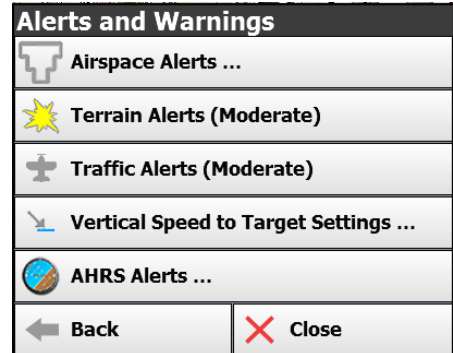 Alerts and Warnings
Airspace Alerts ...
Terrain Alerts (Moderate)
Traffic Alerts (Moderate)
Vertical Speed to Target Settings ...
AHRS Alerts ...
Back
Close